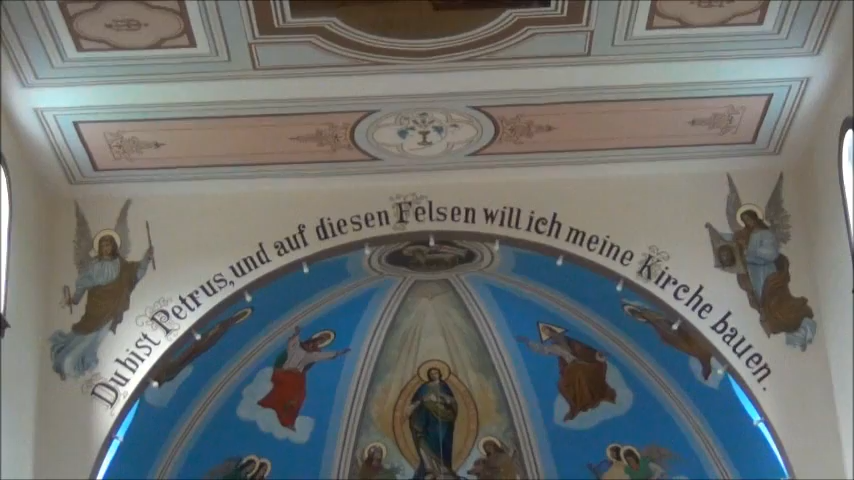 Du bist Petrus, und auf diesen Felsen will ich meine Kirche bauen.